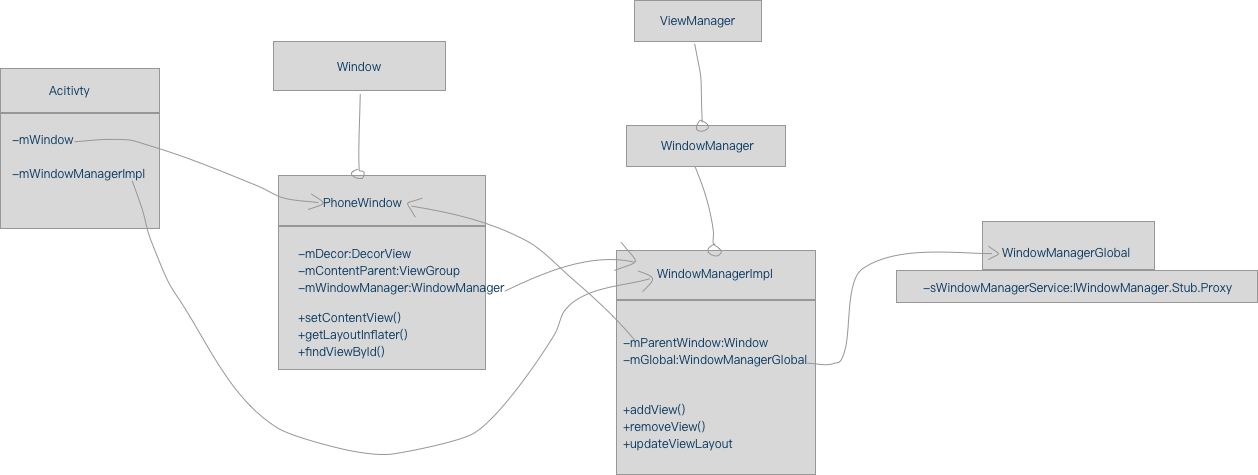 Acitivty
–mWindow
–mWindowManagerImpl
Window
PhoneWindow
–mDecor:DecorView
–mContentParent:ViewGroup
–mWindowManager:WindowManager
+setContentView()
+getLayoutInflater()
+findViewById()
ViewManager
WindowManager
WindowManagerImpl
–mParentWindow:Window
–mGlobal:WindowManagerGlobal
+addView()
+removeView()
+updateViewLayout
WindowManagerGlobal
–sWindowManagerService:IWindowManager.Stub.Proxy